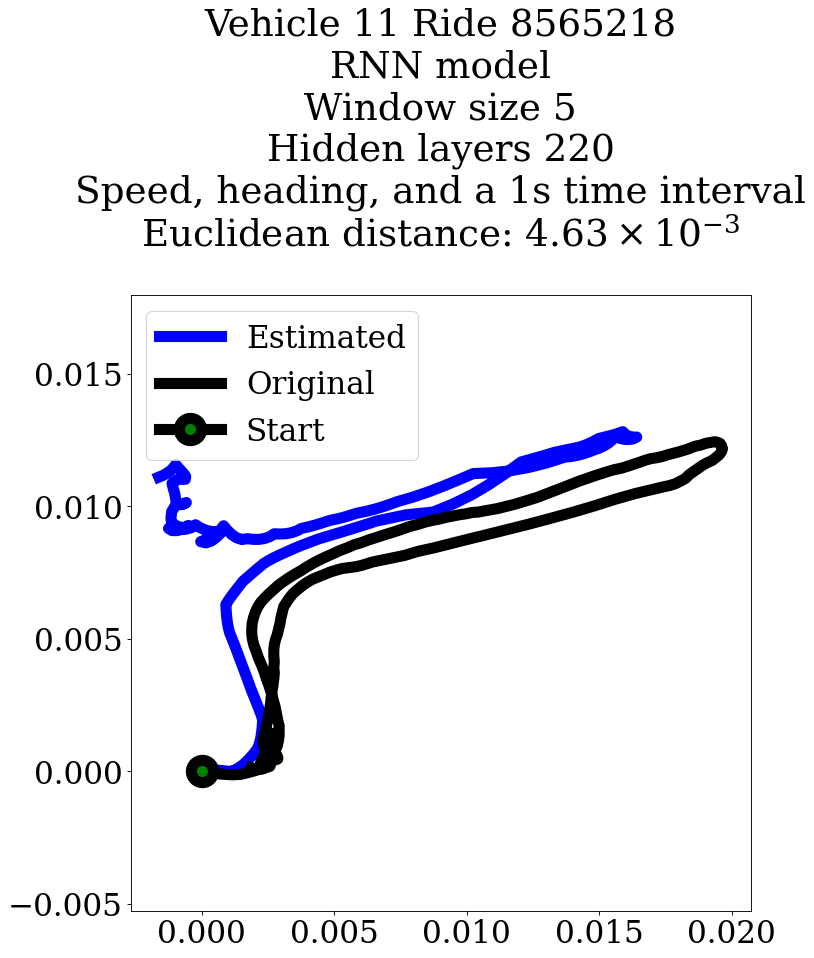 Vehicle 11 Ride 8565218
RNN model
Window size 5
Hidden layers 220
Speed, heading, and a 1s time interval
Euclidean distance: 4.63 × 10⁻³
Estimated
Original
Start
0.015
0.010
0.005
0.000
−0.005
0.000 0.005 0.010 0.015 0.020